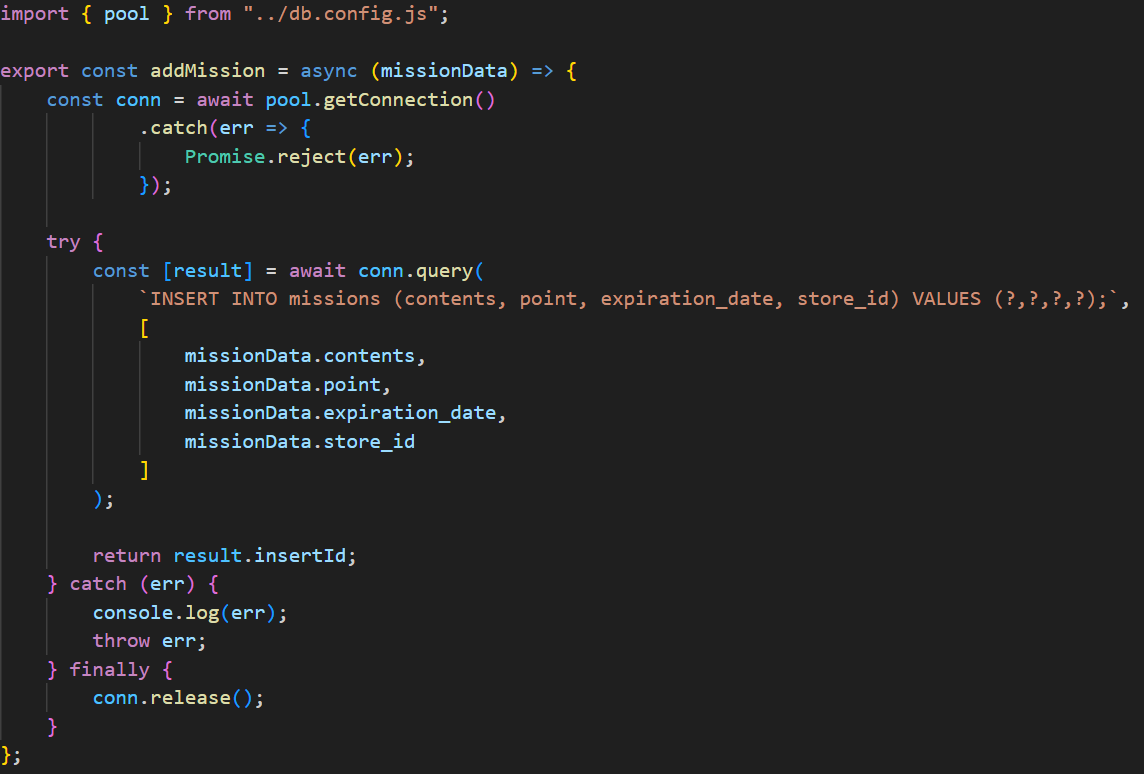 import { pool } from "../db.config.js";

export const addMission = async (missionData) => {
    const conn = await pool.getConnection()
            .catch(err => {
                Promise.reject(err);
            });

    try {
        const [result] = await conn.query(
            `INSERT INTO missions (contents, point, expiration_date, store_id) VALUES (?,?,?,?);`,
            [
                missionData.contents,
                missionData.point,
                missionData.expiration_date,
                missionData.store_id
            ]
        );

        return result.insertId;
    } catch (err) {
        console.log(err);
        throw err;
    } finally {
        conn.release();
    }
};